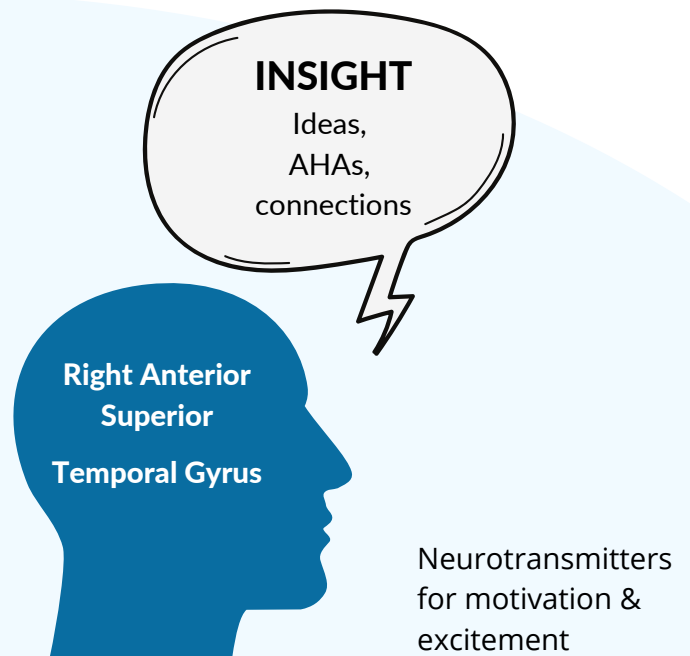 INSIGHT
Ideas,
AHAs,
connections
Right Anterior
Superior
Temporal Gyrus
Neurotransmitters
for motivation &
excitement